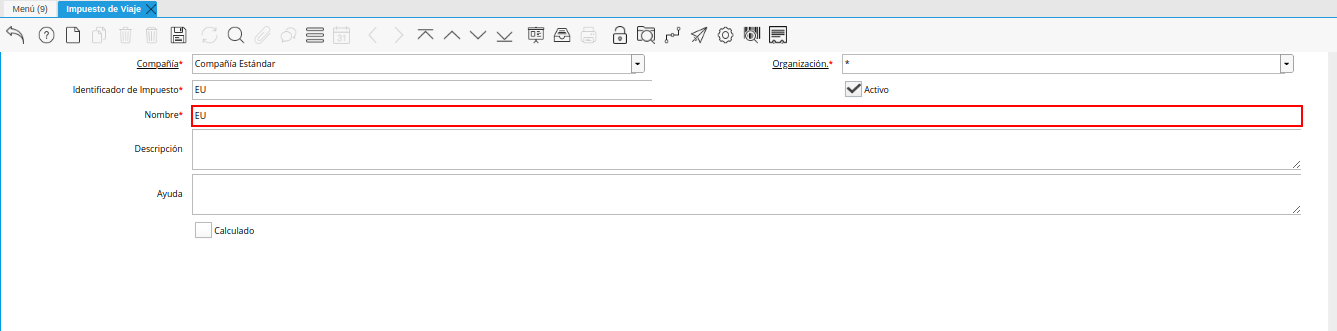 Menú (9) Impuesto de Viaje
Compañía* Compañía Estándar Organización.* *
Identificador de Impuesto* EU Activo
Nombre* EU
Descripción
Ayuda
Calculado